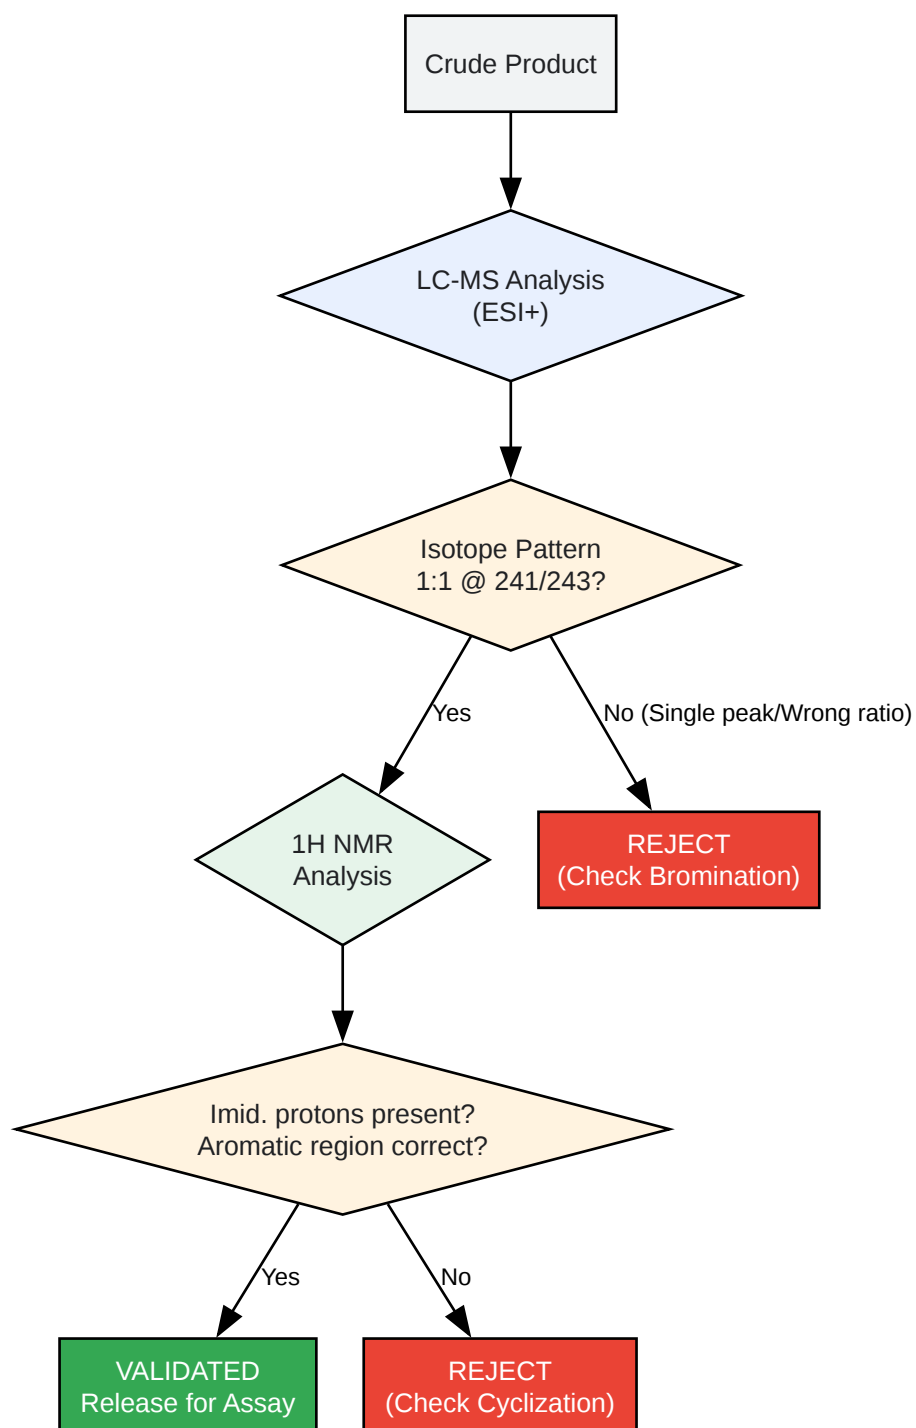 Crude Product
LC-MS Analysis
(ESI+)
Isotope Pattern
1:1 @ 241/243?
Yes
No (Single peak/Wrong ratio)
1H NMR
Analysis
REJECT
(Check Bromination)
Imid. protons present?
Aromatic region correct?
Yes
No
VALIDATED
Release for Assay
REJECT
(Check Cyclization)